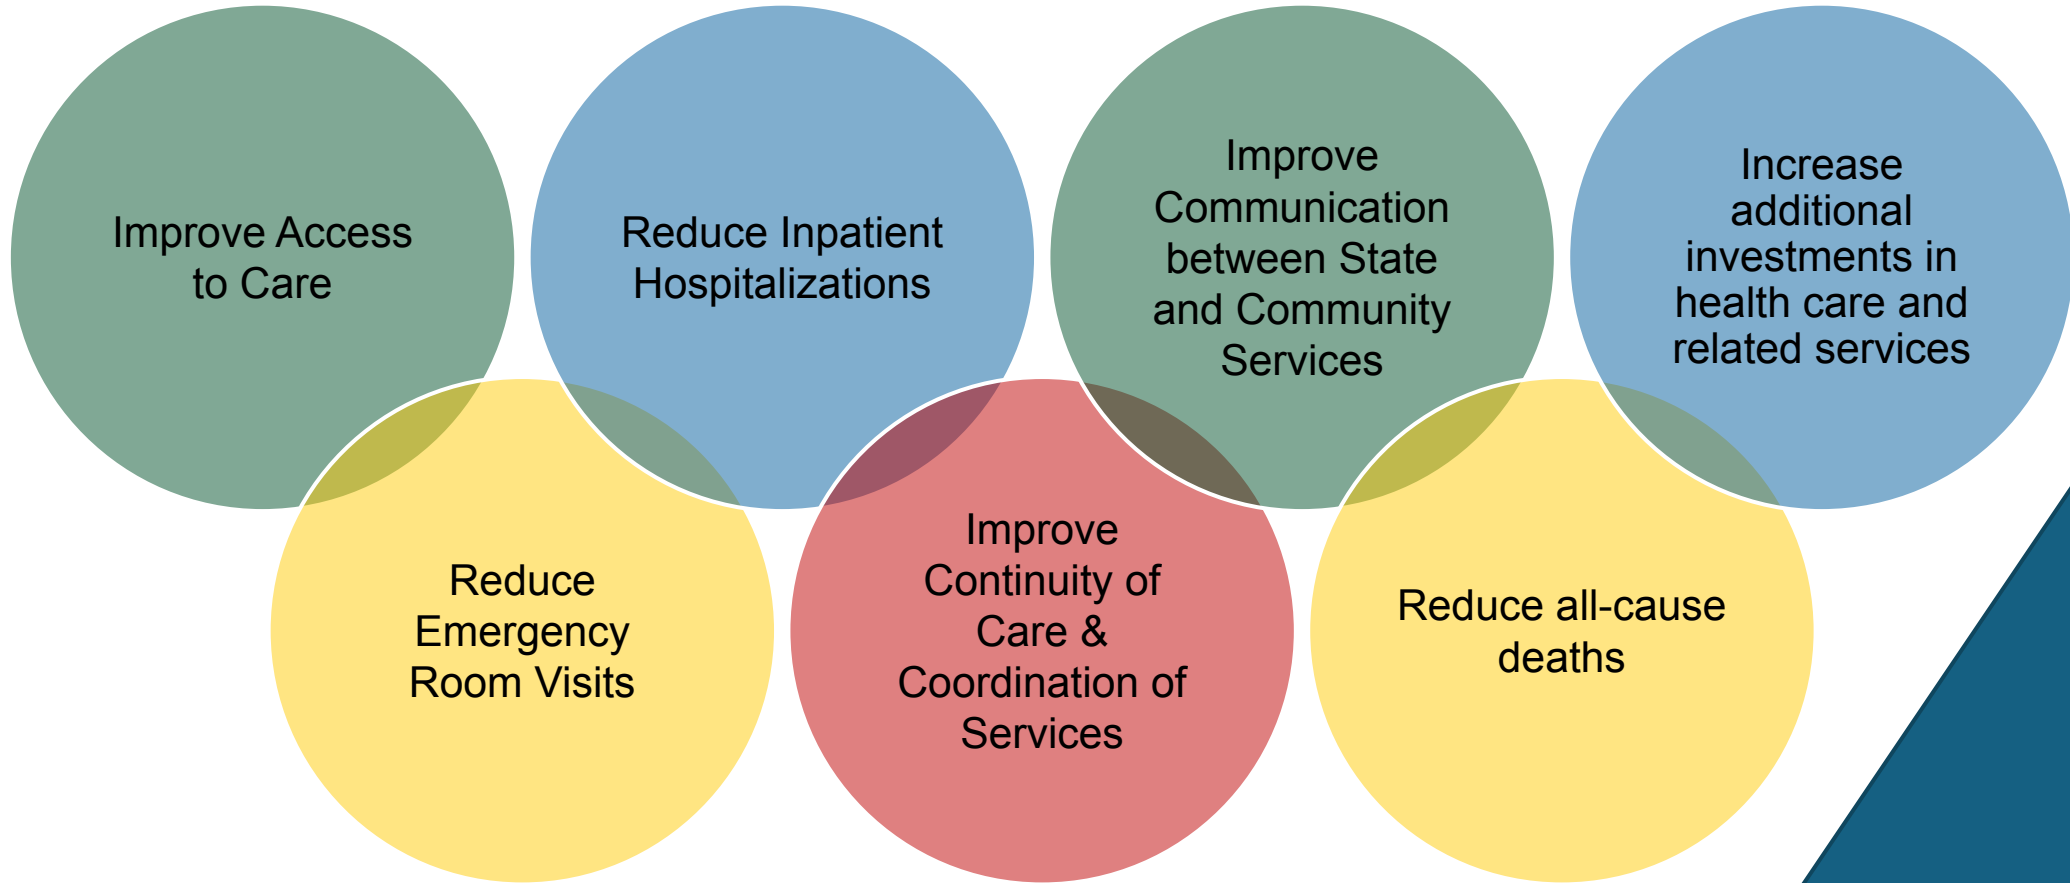 Improve Access
to Care
Reduce Inpatient
Hospitalizations
Improve
Communication
between State
and Community
Services
Increase
additional
investments in
health care and
related services
Reduce
Emergency
Room Visits
Improve
Continuity of
Care &
Coordination of
Services
Reduce all-cause
deaths